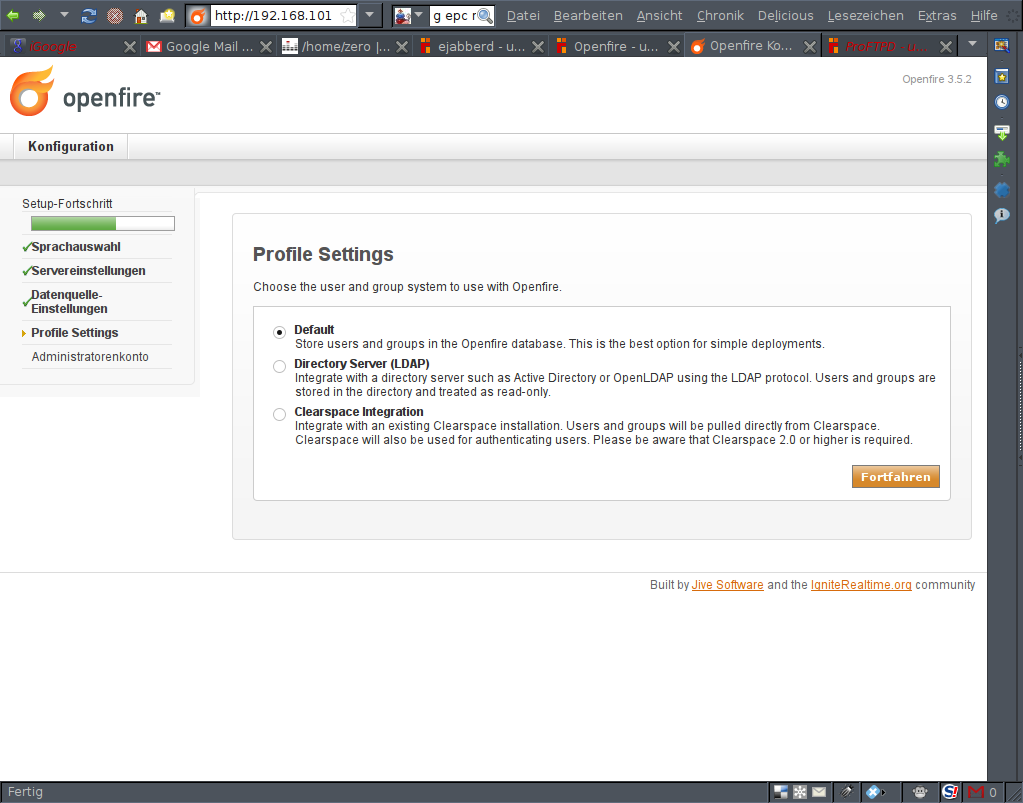 http://192.168.101
g epc r
Datei Bearbeiten Ansicht Chronik Delicious Lesezeichen Extras Hilfe
iGoogle
Google Mail ...
/home/zero |...
ejabberd - u...
Openfire - u...
Openfire Ko...
ProFTPD - u...
openfire™
Openfire 3.5.2
Konfiguration
Setup-Fortschritt
Sprachauswahl
Servereinstellungen
Datenquelle-
Einstellungen
Profile Settings
Administratorenkonto
Profile Settings
Choose the user and group system to use with Openfire.
Default
Store users and groups in the Openfire database. This is the best option for simple deployments.
Directory Server (LDAP)
Integrate with a directory server such as Active Directory or OpenLDAP using the LDAP protocol. Users and groups are
stored in the directory and treated as read-only.
Clearspace Integration
Integrate with an existing Clearspace installation. Users and groups will be pulled directly from Clearspace.
Clearspace will also be used for authenticating users. Please be aware that Clearspace 2.0 or higher is required.
Fortfahren
Built by Jive Software and the IgniteRealtime.org community
Fertig
0